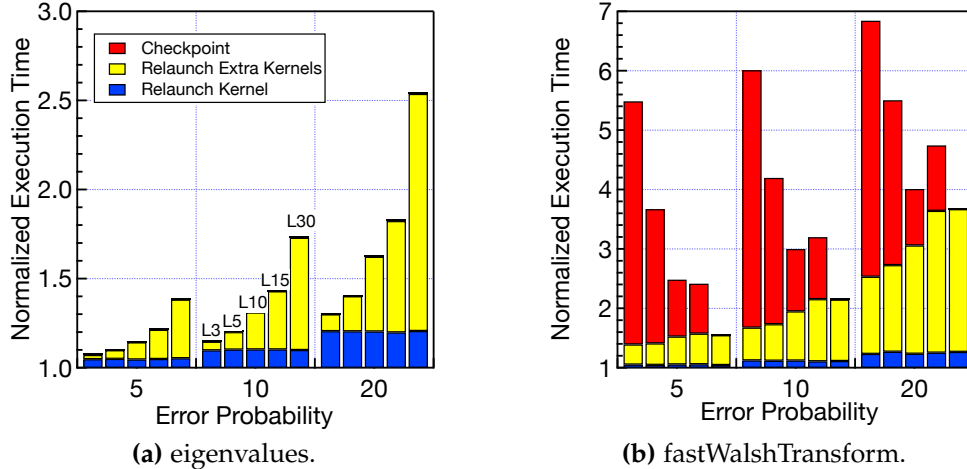 3.0
2.5
2.0
1.5
1.0
Normalized Execution Time
Checkpoint
Relaunch Extra Kernels
Relaunch Kernel
L3
L5
L10
L15
L30
5 10 20
Error Probability
(a) eigenvalues.
7
6
5
4
3
2
1
Normalized Execution Time
5 10 20
Error Probability
(b) fastWalshTransform.